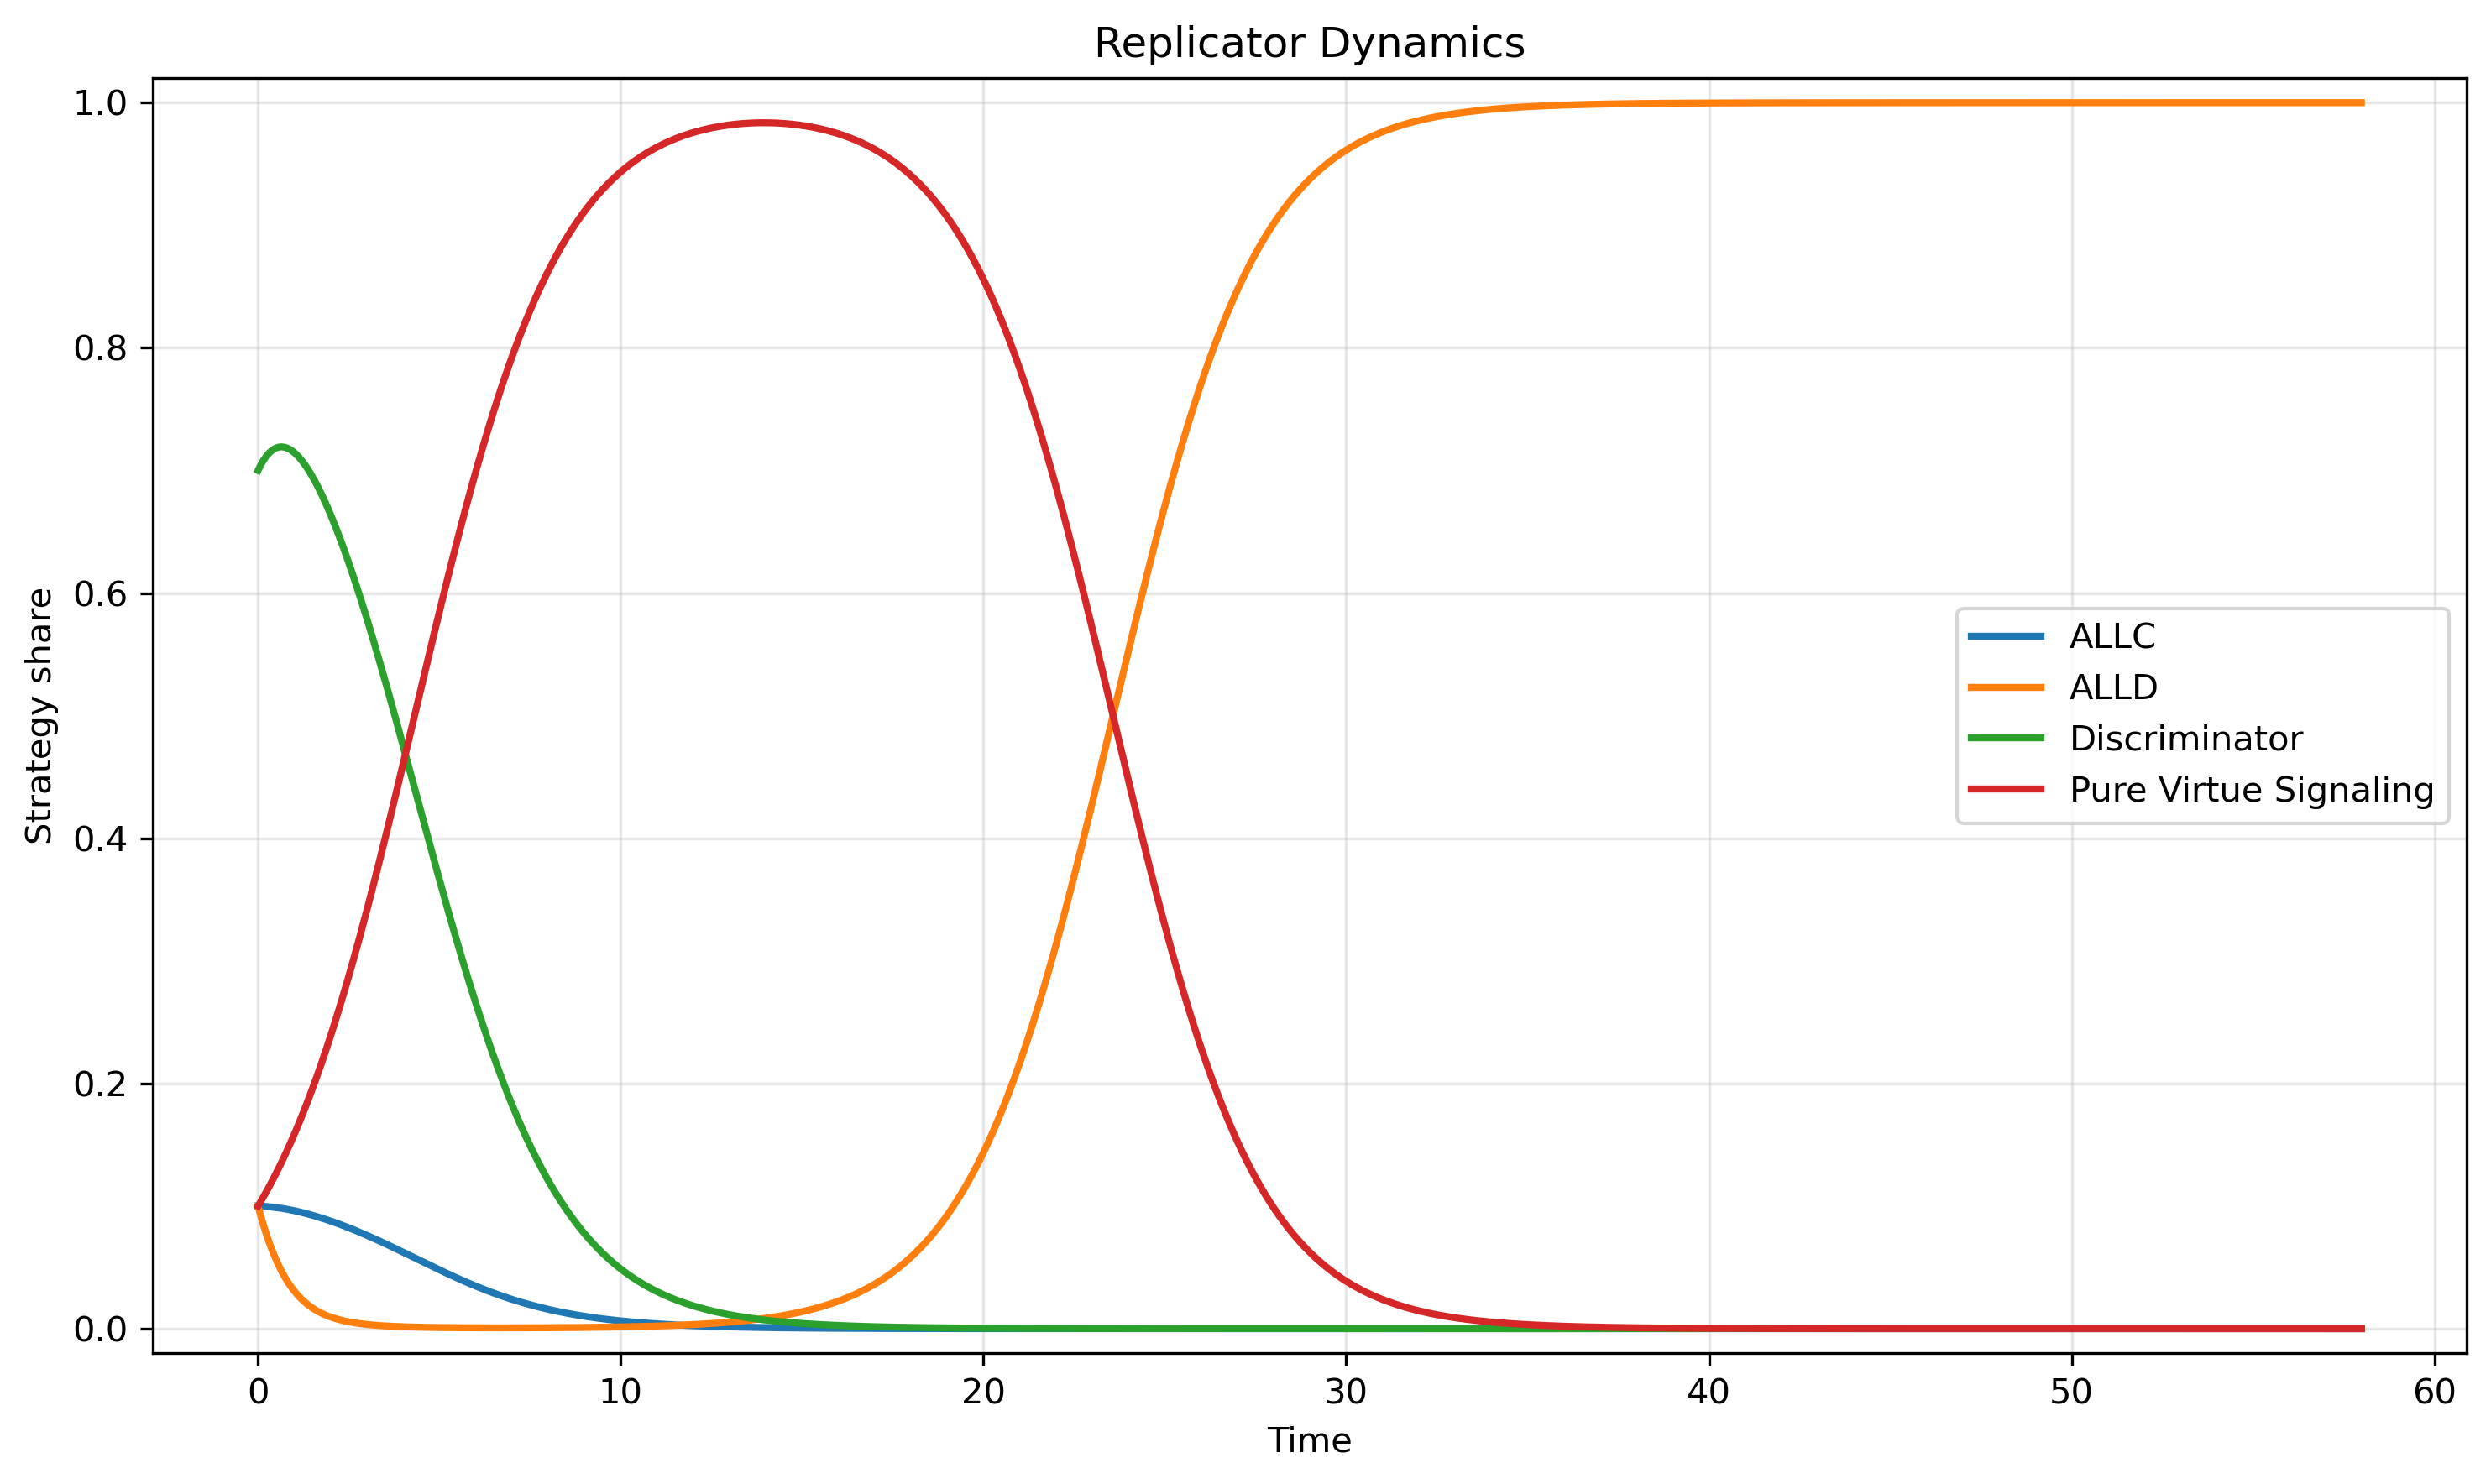 Replicator Dynamics
Strategy share
1.0
0.8
0.6
0.4
0.2
0.0
ALLC
ALLD
Discriminator
Pure Virtue Signaling
0 10 20 30 40 50 60
Time